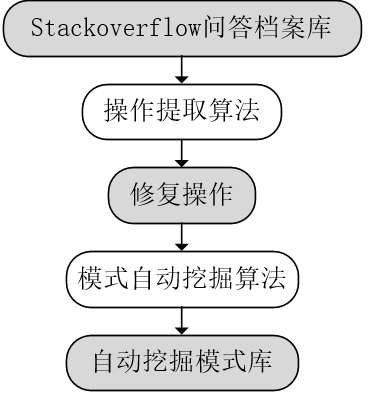 Stackoverflow问答档案库
操作提取算法
修复操作
模式自动挖掘算法
自动挖掘模式库